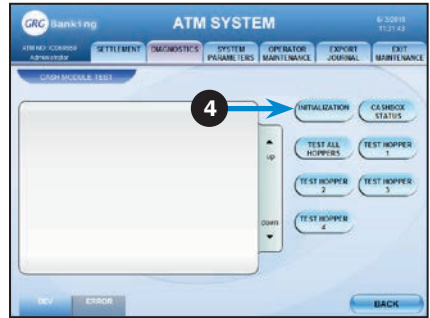 GRG Banking
ATM SYSTEM
6/3/2015
11:21:43
ATM NO:
Administrator
SETTLEMENT
DIAGNOSTICS
SYSTEM
PARAMETERS
OPERATOR
MAINTENANCE
EXPORT
JOURNAL
EXIT
MAINTENANCE
CASH MODULE TEST
4
INITIALIZATION
CASHBOX
STATUS
TEST ALL
HOPPERS
TEST HOPPER
1
up
TEST HOPPER
2
TEST HOPPER
3
down
TEST HOPPER
4
DEV
ERROR
BACK